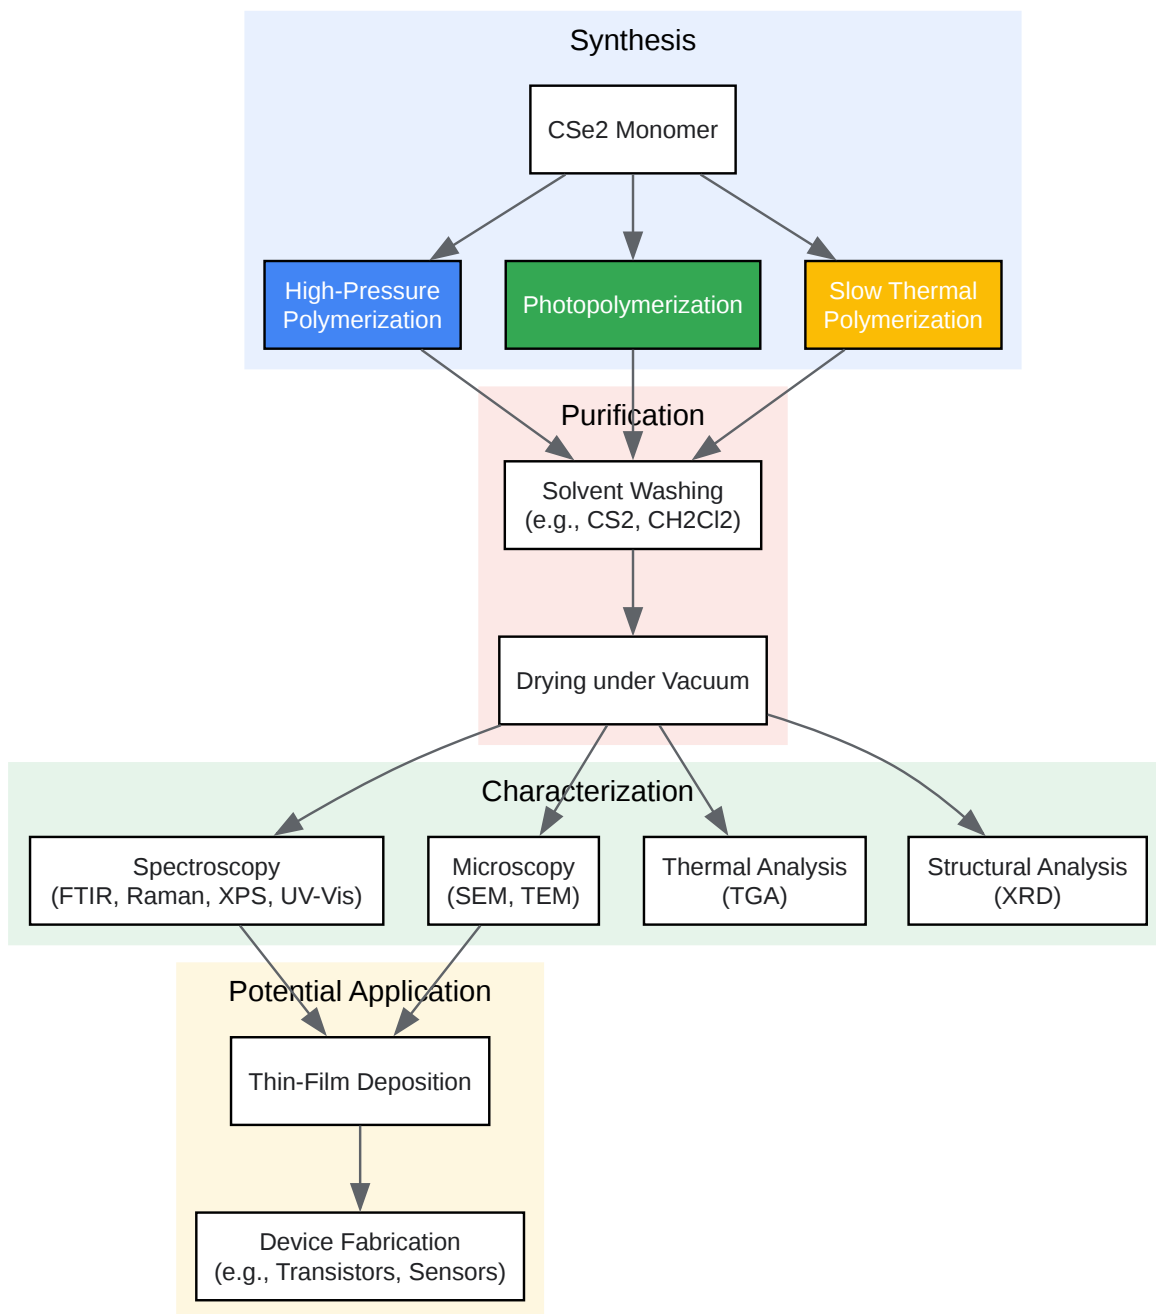 Synthesis
CSe2 Monomer
High-Pressure
Polymerization
Photopolymerization
Slow Thermal
Polymerization
Purification
Solvent Washing
(e.g., CS2, CH2Cl2)
Drying under Vacuum
Characterization
Spectroscopy
(FTIR, Raman, XPS, UV-Vis)
Microscopy
(SEM, TEM)
Thermal Analysis
(TGA)
Structural Analysis
(XRD)
Potential Application
Thin-Film Deposition
Device Fabrication
(e.g., Transistors, Sensors)